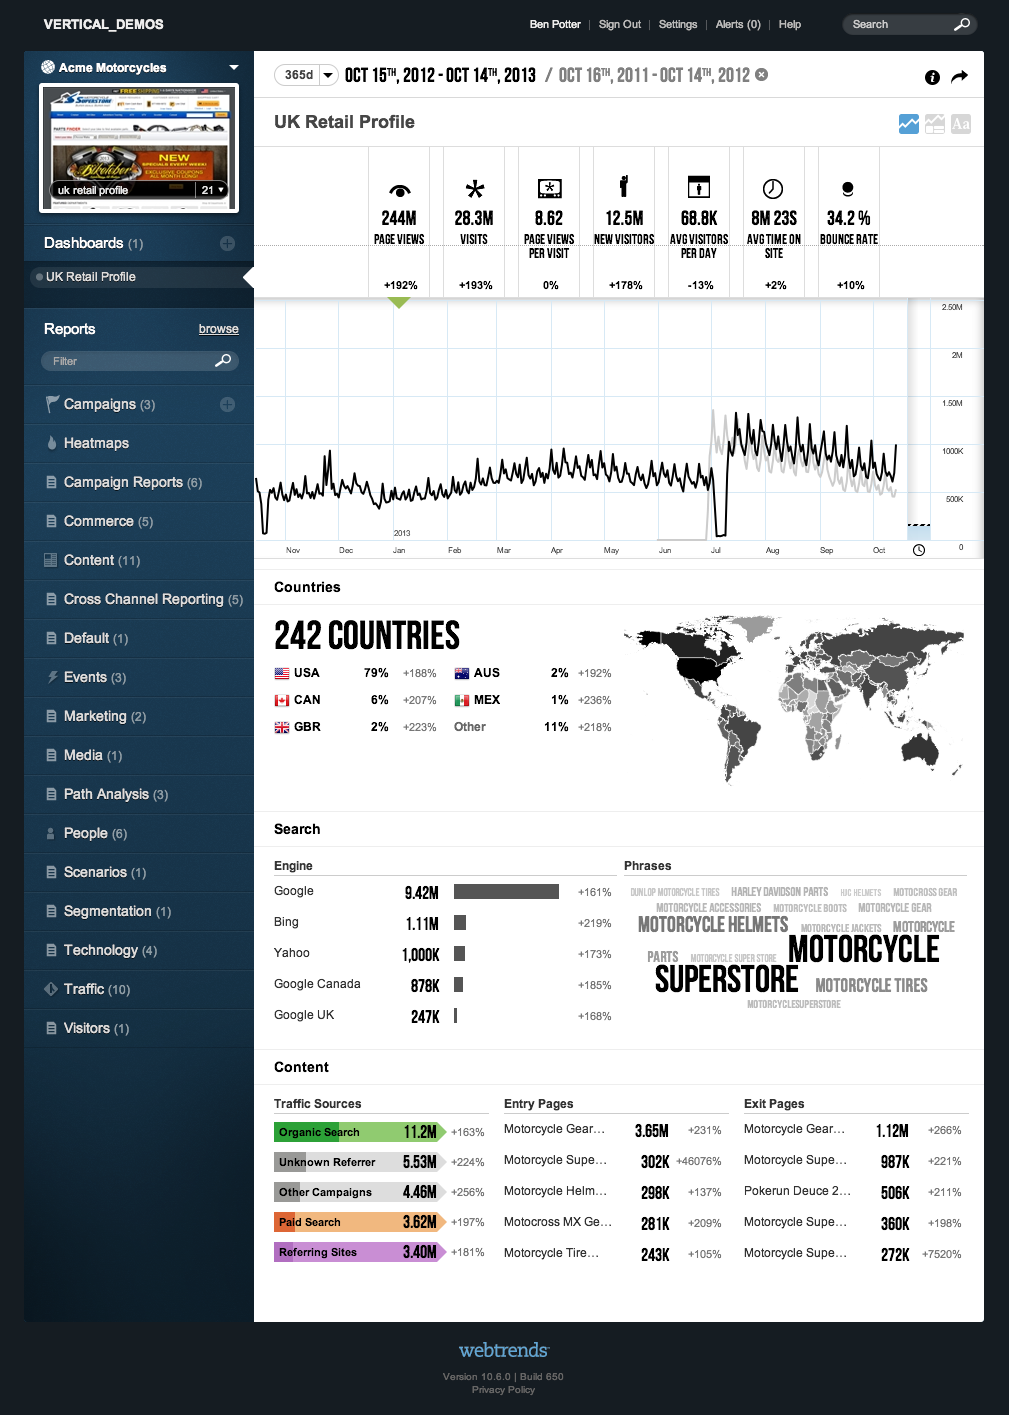 VERTICAL_DEMOS
Ben Potter | Sign Out | Settings | Alerts (0) | Help
Search
Acme Motorcycles
SUPERSTORE
NEW
uk retail profile
21
Dashboards (1)
UK Retail Profile
Reports
browse
Filter
Campaigns (3)
Heatmaps
Campaign Reports (6)
Commerce (5)
Content (11)
Cross Channel Reporting (5)
Default (1)
Events (3)
Marketing (2)
Media (1)
Path Analysis (3)
People (6)
Scenarios (1)
Segmentation (1)
Technology (4)
Traffic (10)
Visitors (1)
365d OCT 15TH, 2012 - OCT 14TH, 2013 / OCT 16TH, 2011 - OCT 14TH, 2012
UK Retail Profile
Aa
244M 28.3M 8.62 12.5M 68.8K 8M 23S 34.2 %
PAGE VIEWS VISITS PAGE VIEWS NEW VISITORS AVG VISITORS AVG TIME ON BOUNCE RATE
PER VISIT PER DAY SITE
+192% +193% 0% +178% -13% +2% +10%
2.50M
2M
1.50M
1000K
500K
0
2013
Nov Dec Jan Feb Mar Apr May Jun Jul Aug Sep Oct
Countries
242 COUNTRIES
USA 79% +188% AUS 2% +192%
CAN 6% +207% MEX 1% +236%
GBR 2% +223% Other 11% +218%
Search
Engine
Google 9.42M +161%
Bing 1.11M +219%
Yahoo 1,000K +173%
Google Canada 878K +185%
Google UK 247K +168%
Phrases
DUNLOP MOTORCYCLE TIRES HARLEY DAVIDSON PARTS HJC HELMETS MOTOCROSS GEAR
MOTORCYCLE ACCESSORIES MOTORCYCLE BOOTS MOTORCYCLE GEAR
MOTORCYCLE HELMETS MOTORCYCLE JACKETS MOTORCYCLE
PARTS MOTORCYCLE SUPER STORE MOTORCYCLE
SUPERSTORE MOTORCYCLE TIRES
MOTORCYCLESUPERSTORE
Content
Traffic Sources
Organic Search 11.2M +163%
Unknown Referrer 5.53M +224%
Other Campaigns 4.46M +256%
Paid Search 3.62M +197%
Referring Sites 3.40M +181%
Entry Pages
Motorcycle Gear... 3.65M +231%
Motorcycle Supe... 302K +46076%
Motorcycle Helm... 298K +137%
Motocross MX Ge... 281K +209%
Motorcycle Tire... 243K +105%
Exit Pages
Motorcycle Gear... 1.12M +266%
Motorcycle Supe... 987K +221%
Pokerun Deuce 2... 506K +211%
Motorcycle Supe... 360K +198%
Motorcycle Supe... 272K +7520%
webtrends
Version 10.6.0 | Build 650
Privacy Policy